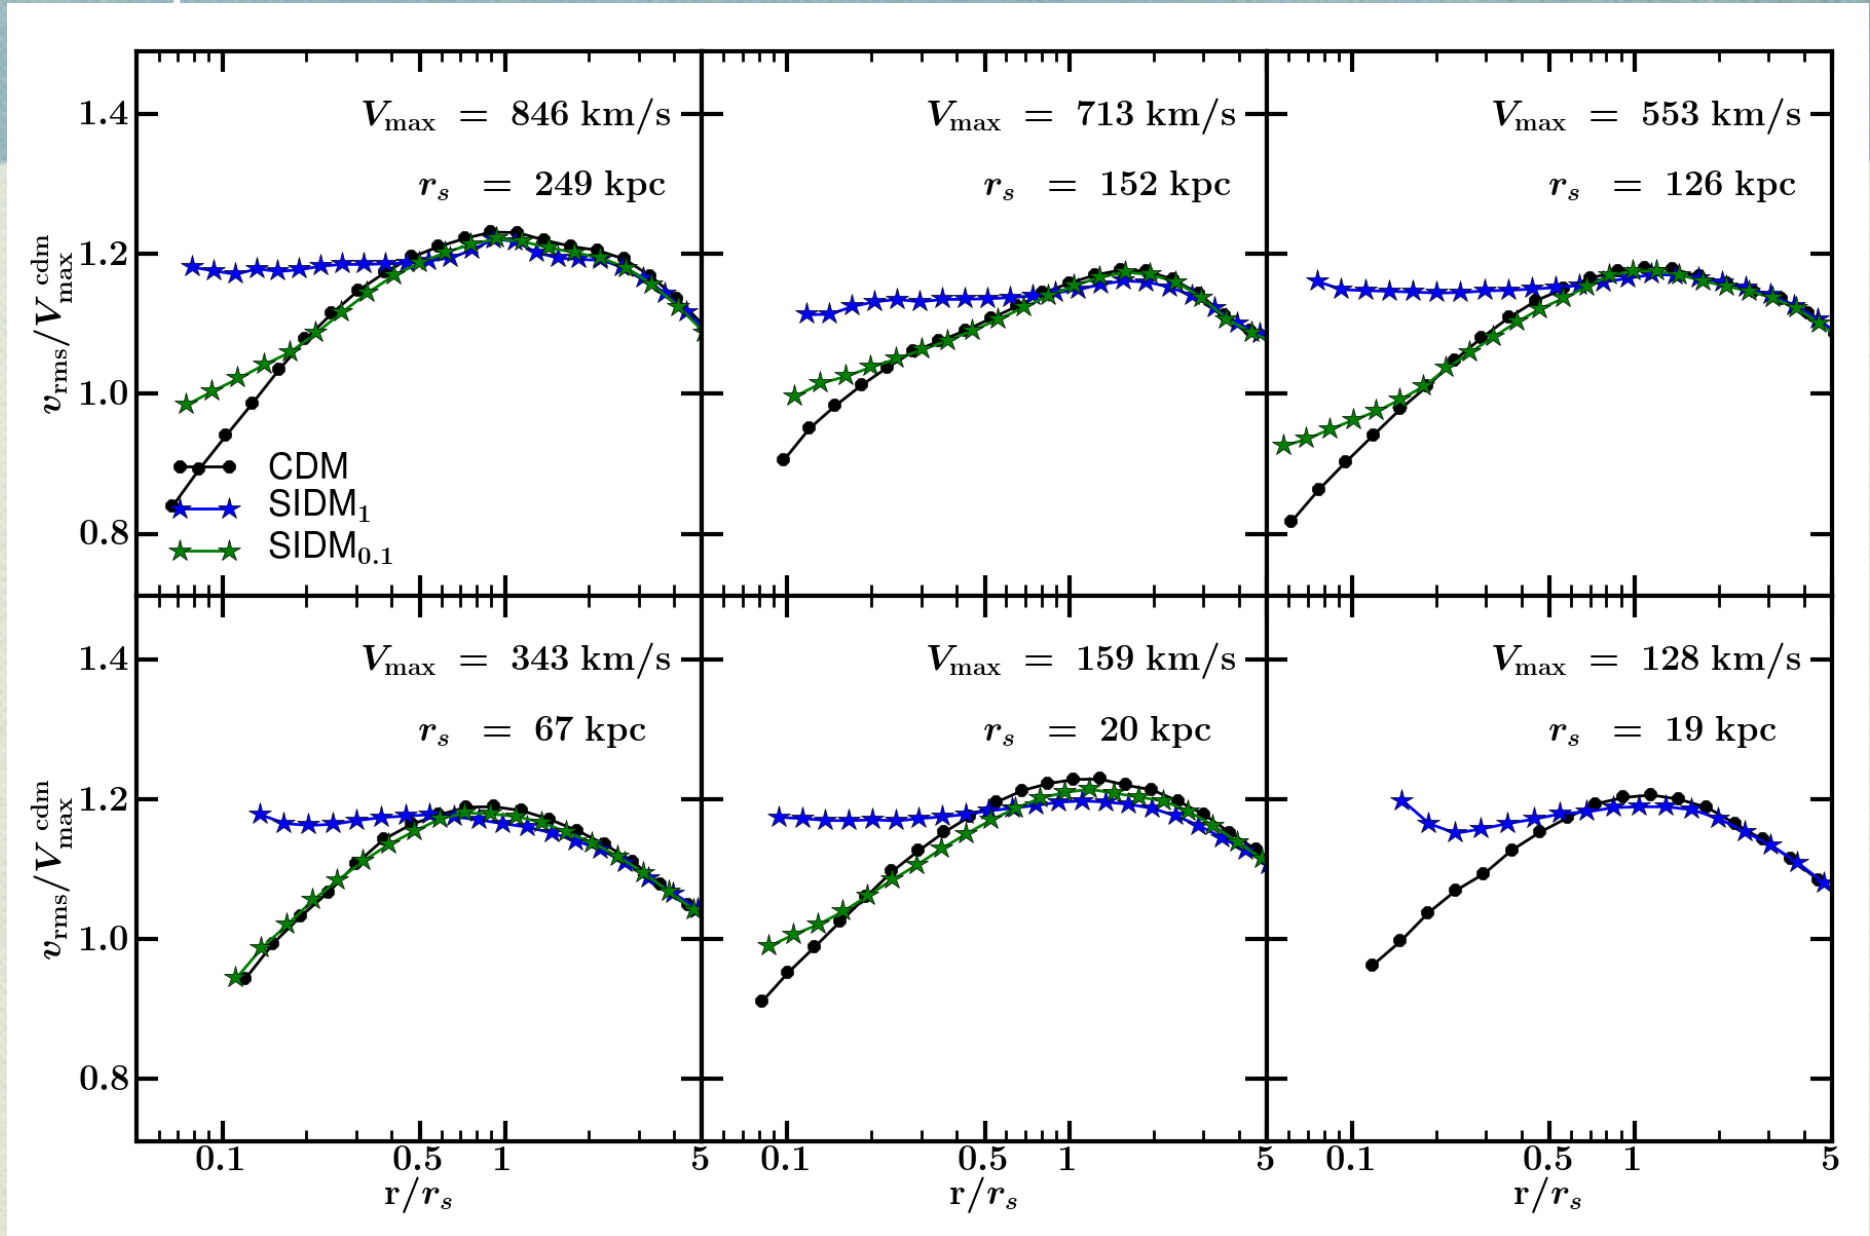 V_max = 846 km/s
r_s = 249 kpc
V_max = 713 km/s
r_s = 152 kpc
V_max = 553 km/s
r_s = 126 kpc
1.4
1.2
1.0
0.8
v_rms/V_max^cdm
CDM
SIDM_1
SIDM_0.1
V_max = 343 km/s
r_s = 67 kpc
V_max = 159 km/s
r_s = 20 kpc
V_max = 128 km/s
r_s = 19 kpc
1.4
1.2
1.0
0.8
v_rms/V_max^cdm
0.1 0.5 1 5
0.1 0.5 1 5
0.1 0.5 1 5
r/r_s
r/r_s
r/r_s